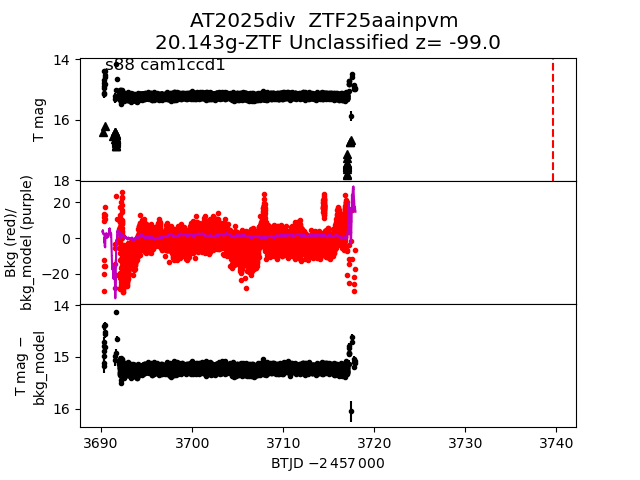 AT2025div ZTF25aainpvm
20.143g-ZTF Unclassified z= -99.0
s88 cam1ccd1
14
16
18
T mag
20
0
−20
Bkg (red)/
bkg_model (purple)
14
15
16
T mag −
bkg_model
3690 3700 3710 3720 3730 3740
BTJD −2 457 000